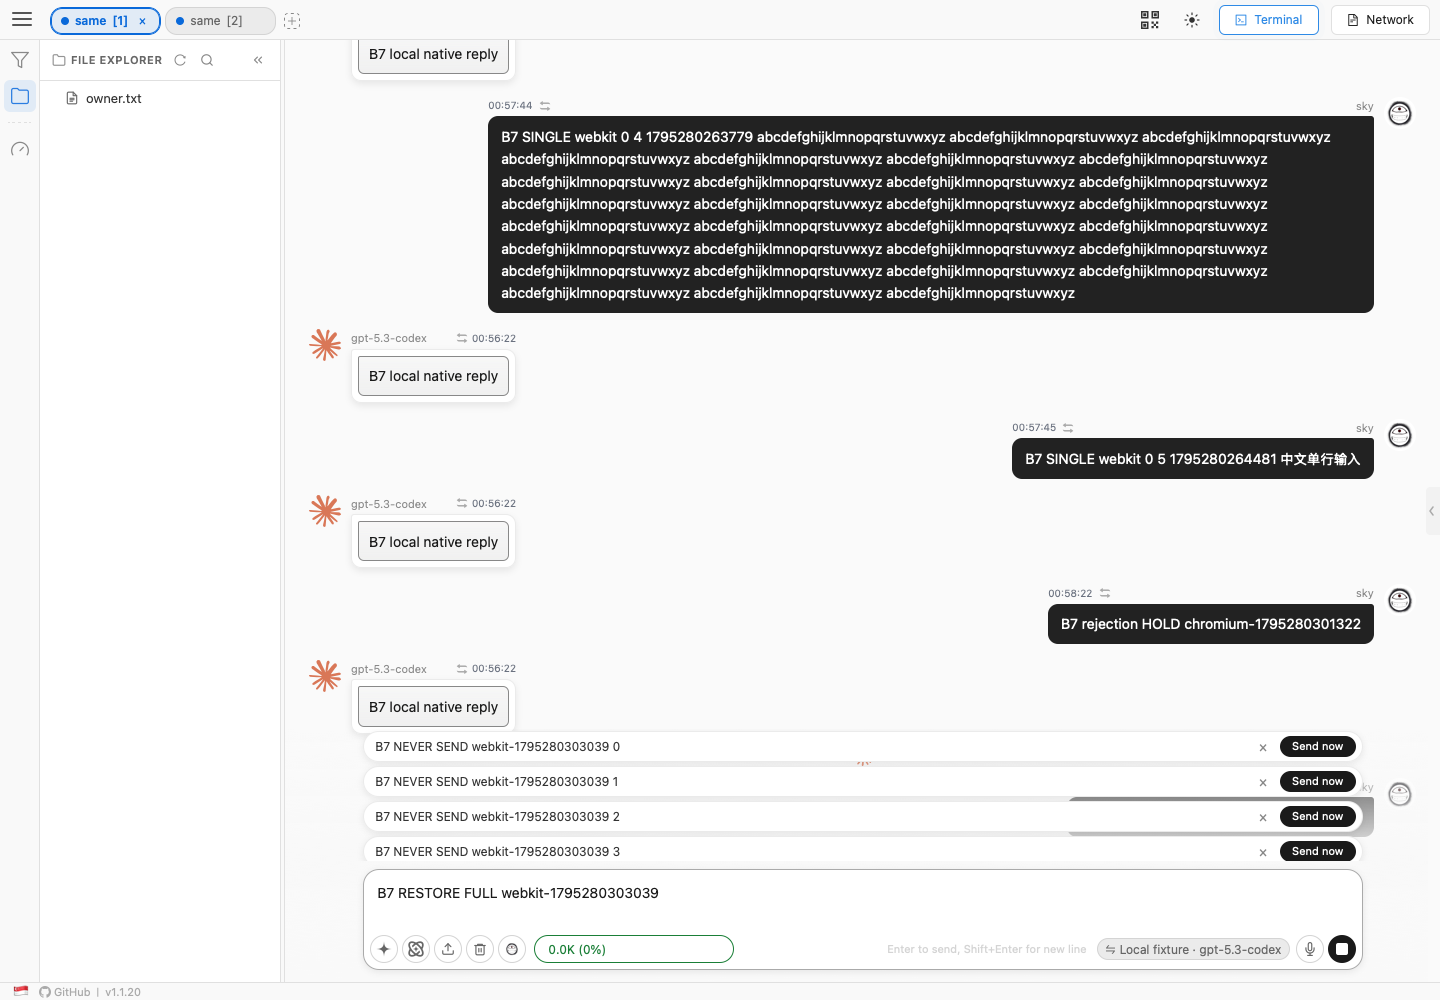 same [1] ×
same [2]
Terminal
Network
FILE EXPLORER
owner.txt
B7 local native reply
00:57:44
sky
B7 SINGLE webkit 0 4 1795280263779 abcdefghijklmnopqrstuvwxyz abcdefghijklmnopqrstuvwxyz abcdefghijklmnopqrstuvwxyz
abcdefghijklmnopqrstuvwxyz abcdefghijklmnopqrstuvwxyz abcdefghijklmnopqrstuvwxyz abcdefghijklmnopqrstuvwxyz
abcdefghijklmnopqrstuvwxyz abcdefghijklmnopqrstuvwxyz abcdefghijklmnopqrstuvwxyz abcdefghijklmnopqrstuvwxyz
abcdefghijklmnopqrstuvwxyz abcdefghijklmnopqrstuvwxyz abcdefghijklmnopqrstuvwxyz abcdefghijklmnopqrstuvwxyz
abcdefghijklmnopqrstuvwxyz abcdefghijklmnopqrstuvwxyz abcdefghijklmnopqrstuvwxyz abcdefghijklmnopqrstuvwxyz
abcdefghijklmnopqrstuvwxyz abcdefghijklmnopqrstuvwxyz abcdefghijklmnopqrstuvwxyz abcdefghijklmnopqrstuvwxyz
abcdefghijklmnopqrstuvwxyz abcdefghijklmnopqrstuvwxyz abcdefghijklmnopqrstuvwxyz abcdefghijklmnopqrstuvwxyz
abcdefghijklmnopqrstuvwxyz abcdefghijklmnopqrstuvwxyz abcdefghijklmnopqrstuvwxyz
gpt-5.3-codex 00:56:22
B7 local native reply
00:57:45
sky
B7 SINGLE webkit 0 5 1795280264481 中文单行输入
gpt-5.3-codex 00:56:22
B7 local native reply
00:58:22
sky
B7 rejection HOLD chromium-1795280301322
gpt-5.3-codex 00:56:22
B7 local native reply
B7 NEVER SEND webkit-1795280303039 0 × Send now
B7 NEVER SEND webkit-1795280303039 1 × Send now
B7 NEVER SEND webkit-1795280303039 2 × Send now
B7 NEVER SEND webkit-1795280303039 3 × Send now
B7 RESTORE FULL webkit-1795280303039
0.0K (0%)
Enter to send, Shift+Enter for new line
Local fixture · gpt-5.3-codex
GitHub | v1.1.20